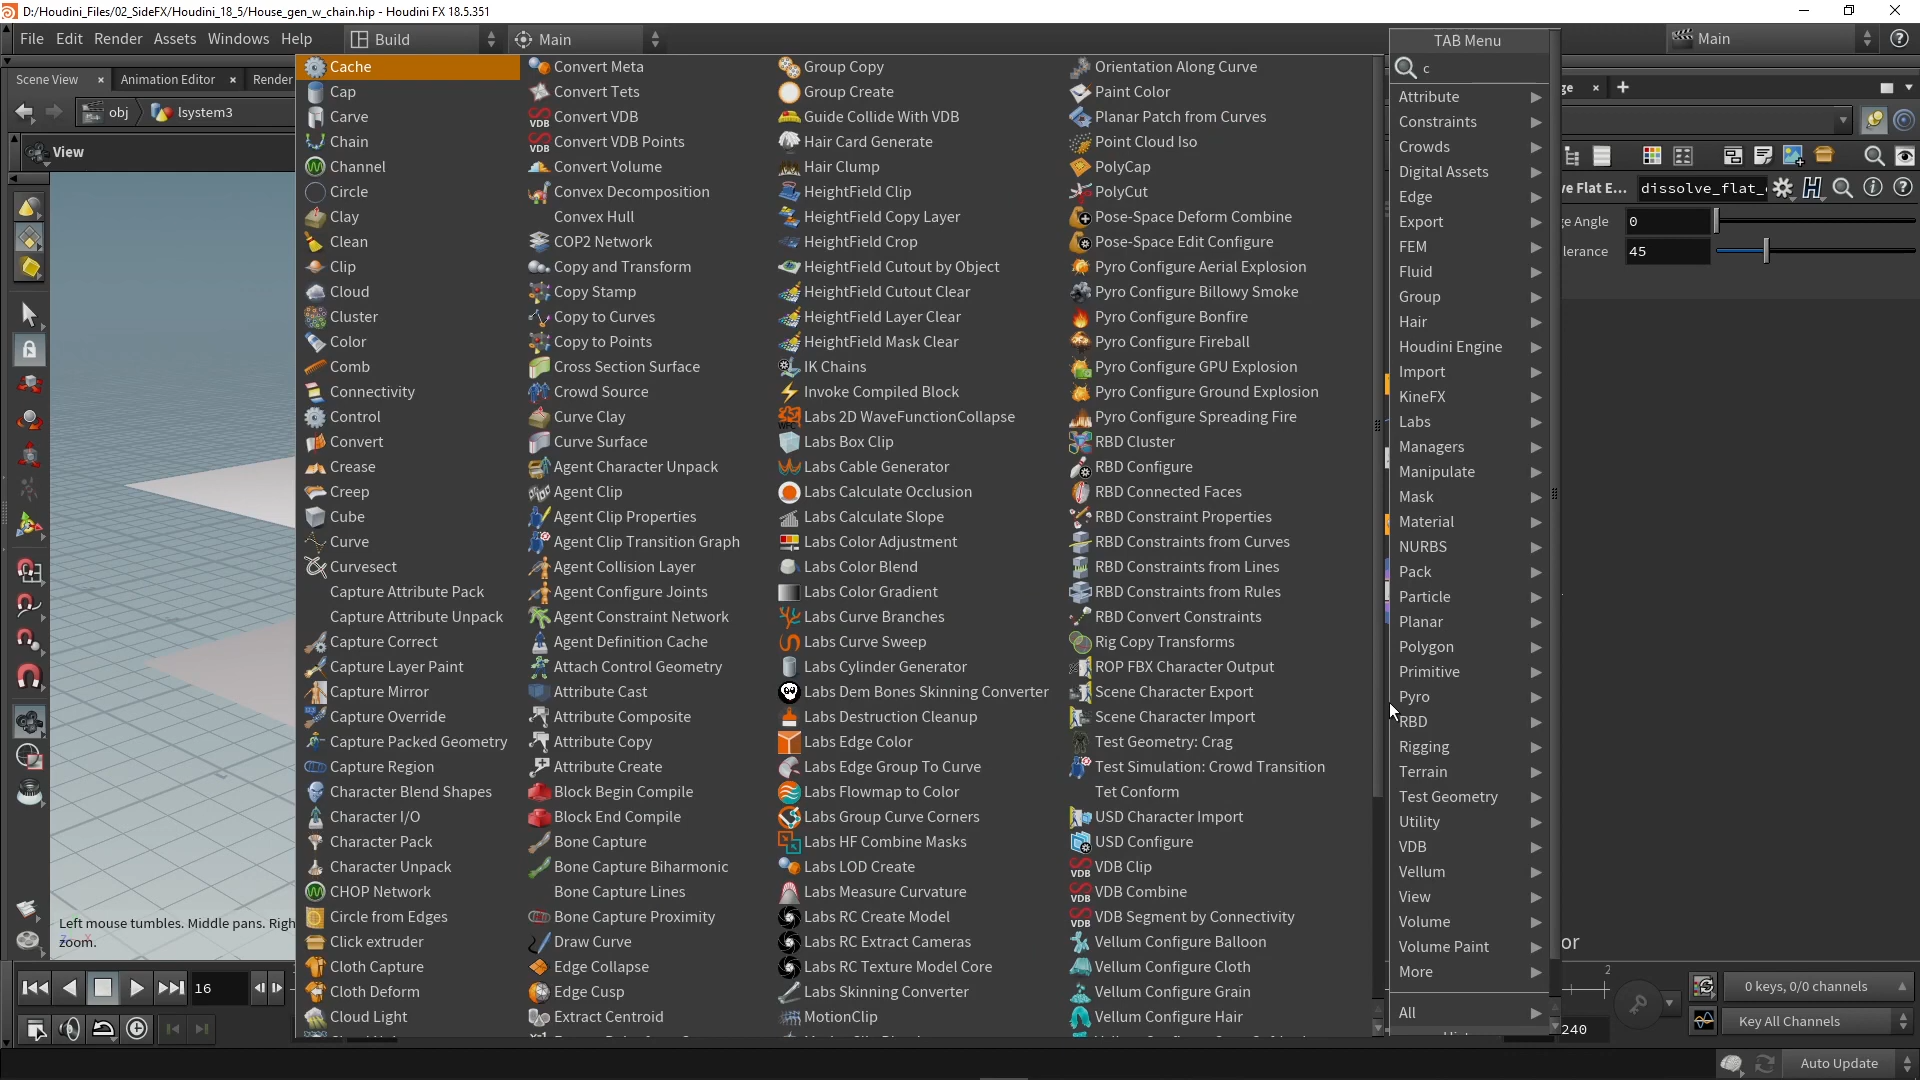 D:/Houdini_Files/02_SideFX/Houdini_18_5/House_gen_w_chain.hip - Houdini FX 18.5.351
File Edit Render Assets Windows Help
Build
Main
TAB Menu
Main
Scene View
Animation Editor
Render
obj
lsystem3
View
c
Cache
Cap
Carve
Chain
Channel
Circle
Clay
Clean
Clip
Cloud
Cluster
Color
Comb
Connectivity
Control
Convert
Crease
Creep
Cube
Curve
Curvesect
Capture Attribute Pack
Capture Attribute Unpack
Capture Correct
Capture Layer Paint
Capture Mirror
Capture Override
Capture Packed Geometry
Capture Region
Character Blend Shapes
Character I/O
Character Pack
Character Unpack
CHOP Network
Circle from Edges
Click extruder
Cloth Capture
Cloth Deform
Cloud Light
Convert Meta
Convert Tets
Convert VDB
Convert VDB Points
Convert Volume
Convex Decomposition
Convex Hull
COP2 Network
Copy and Transform
Copy Stamp
Copy to Curves
Copy to Points
Cross Section Surface
Crowd Source
Curve Clay
Curve Surface
Agent Character Unpack
Agent Clip
Agent Clip Properties
Agent Clip Transition Graph
Agent Collision Layer
Agent Configure Joints
Agent Constraint Network
Agent Definition Cache
Attach Control Geometry
Attribute Cast
Attribute Composite
Attribute Copy
Attribute Create
Block Begin Compile
Block End Compile
Bone Capture
Bone Capture Biharmonic
Bone Capture Lines
Bone Capture Proximity
Draw Curve
Edge Collapse
Edge Cusp
Extract Centroid
Group Copy
Group Create
Guide Collide With VDB
Hair Card Generate
Hair Clump
HeightField Clip
HeightField Copy Layer
HeightField Crop
HeightField Cutout by Object
HeightField Cutout Clear
HeightField Layer Clear
HeightField Mask Clear
IK Chains
Invoke Compiled Block
Labs 2D WaveFunctionCollapse
Labs Box Clip
Labs Cable Generator
Labs Calculate Occlusion
Labs Calculate Slope
Labs Color Adjustment
Labs Color Blend
Labs Color Gradient
Labs Curve Branches
Labs Curve Sweep
Labs Cylinder Generator
Labs Dem Bones Skinning Converter
Labs Destruction Cleanup
Labs Edge Color
Labs Edge Group To Curve
Labs Flowmap to Color
Labs Group Curve Corners
Labs HF Combine Masks
Labs LOD Create
Labs Measure Curvature
Labs RC Create Model
Labs RC Extract Cameras
Labs RC Texture Model Core
Labs Skinning Converter
MotionClip
Orientation Along Curve
Paint Color
Planar Patch from Curves
Point Cloud Iso
PolyCap
PolyCut
Pose-Space Deform Combine
Pose-Space Edit Configure
Pyro Configure Aerial Explosion
Pyro Configure Billowy Smoke
Pyro Configure Bonfire
Pyro Configure Fireball
Pyro Configure GPU Explosion
Pyro Configure Ground Explosion
Pyro Configure Spreading Fire
RBD Cluster
RBD Configure
RBD Connected Faces
RBD Constraint Properties
RBD Constraints from Curves
RBD Constraints from Lines
RBD Constraints from Rules
RBD Convert Constraints
Rig Copy Transforms
ROP FBX Character Output
Scene Character Export
Scene Character Import
Test Geometry: Crag
Test Simulation: Crowd Transition
Tet Conform
USD Character Import
USD Configure
VDB Clip
VDB Combine
VDB Segment by Connectivity
Vellum Configure Balloon
Vellum Configure Cloth
Vellum Configure Grain
Vellum Configure Hair
Attribute
Constraints
Crowds
Digital Assets
Edge
Export
FEM
Fluid
Group
Hair
Houdini Engine
Import
KineFX
Labs
Managers
Manipulate
Mask
Material
NURBS
Pack
Particle
Planar
Polygon
Primitive
Pyro
RBD
Rigging
Terrain
Test Geometry
Utility
VDB
Vellum
View
Volume
Volume Paint
More
All
ge
ve Flat E... dissolve_flat_
ge Angle 0
lerance 45
or
Left mouse tumbles. Middle pans. Righ
zoom.
16
2
240
0 keys, 0/0 channels
Key All Channels
Auto Update